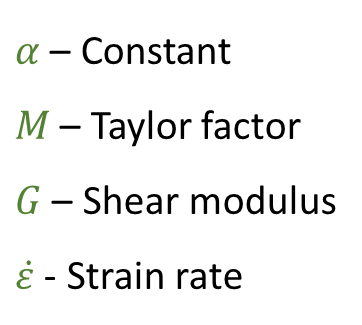 α – Constant
M – Taylor factor
G – Shear modulus
ε̇ - Strain rate